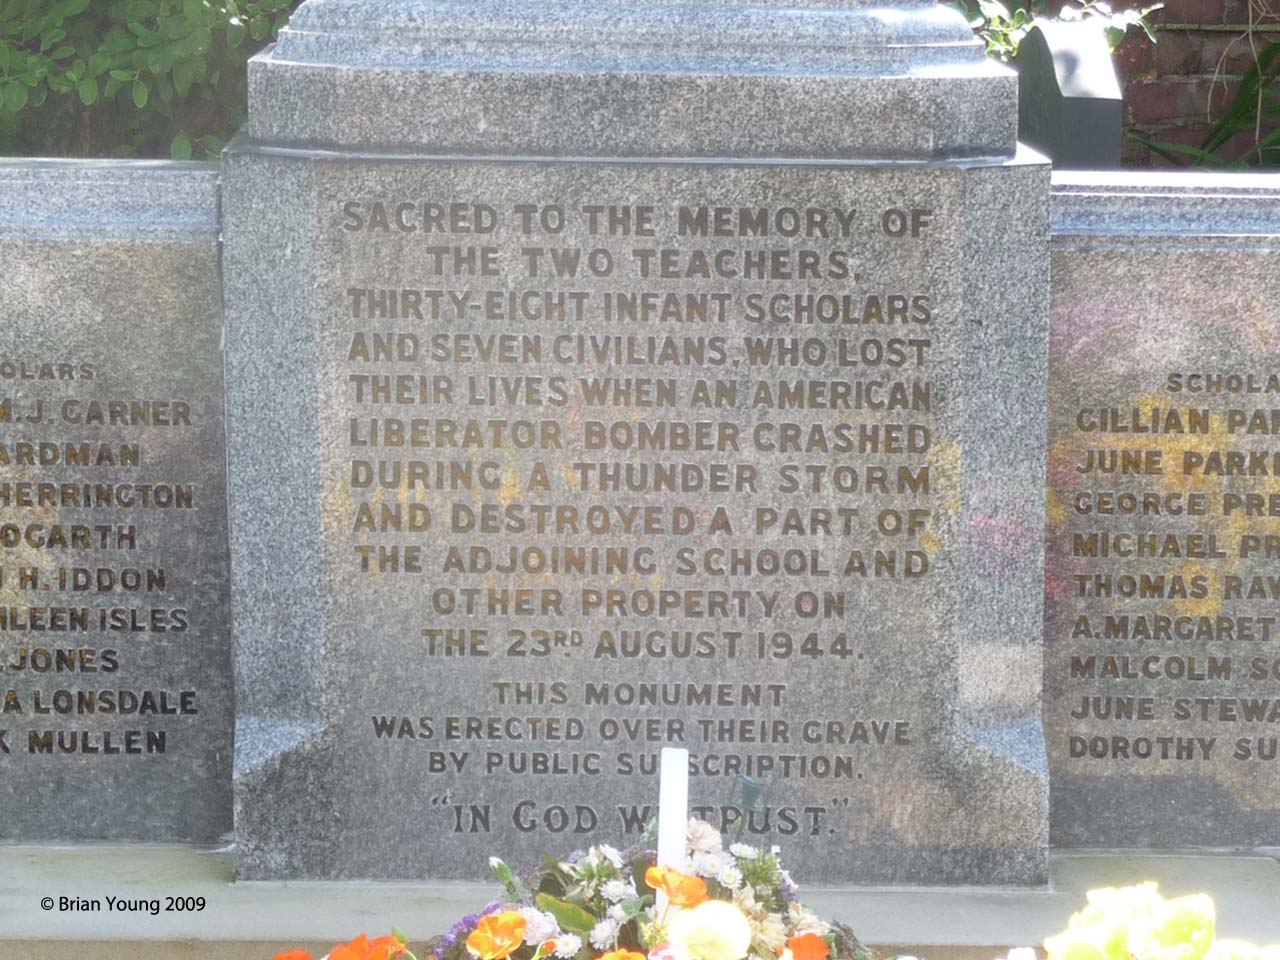 SACRED TO THE MEMORY OF
THE TWO TEACHERS,
THIRTY-EIGHT INFANT SCHOLARS
AND SEVEN CIVILIANS, WHO LOST
THEIR LIVES WHEN AN AMERICAN
LIBERATOR BOMBER CRASHED
DURING A THUNDER STORM
AND DESTROYED A PART OF
THE ADJOINING SCHOOL AND
OTHER PROPERTY ON
THE 23RD. AUGUST 1944.
THIS MONUMENT
WAS ERECTED OVER THEIR GRAVE
BY PUBLIC SUBSCRIPTION.
"IN GOD WE TRUST."
OLARS
M.J. GARNER
ARDMAN
HERRINGTON
OGARTH
H. IDDON
HLEEN ISLES
JONES
A LONSDALE
K MULLEN
SCHOLA
GILLIAN PAR
JUNE PARKI
GEORGE PRE
MICHAEL PR
THOMAS RAW
A. MARGARET
MALCOLM SC
JUNE STEWA
DOROTHY SU
© Brian Young 2009